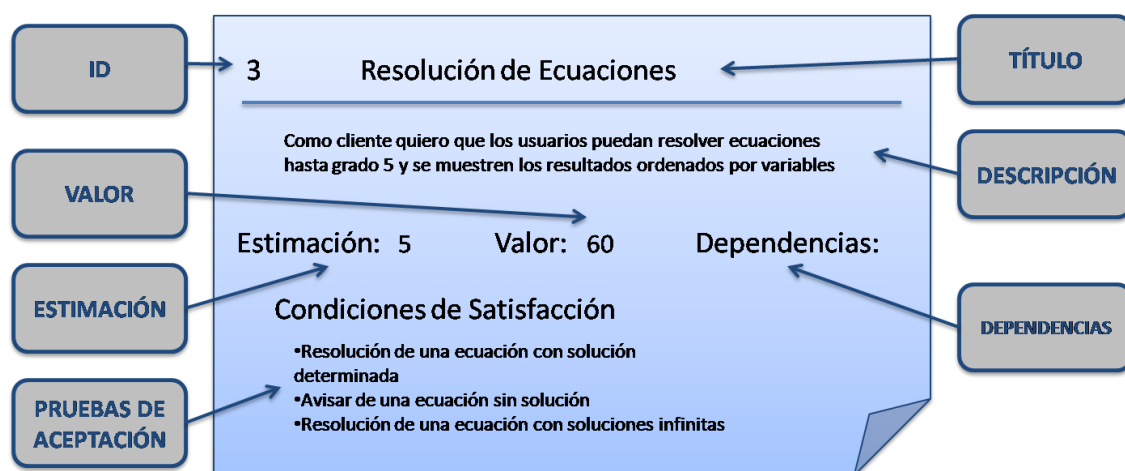 ID
3 Resolución de Ecuaciones
TÍTULO
Como cliente quiero que los usuarios puedan resolver ecuaciones
hasta grado 5 y se muestren los resultados ordenados por variables
DESCRIPCIÓN
VALOR
Estimación: 5 Valor: 60 Dependencias:
ESTIMACIÓN
DEPENDENCIAS
Condiciones de Satisfacción
•Resolución de una ecuación con solución
determinada
•Avisar de una ecuación sin solución
•Resolución de una ecuación con soluciones infinitas
PRUEBAS DE
ACEPTACIÓN